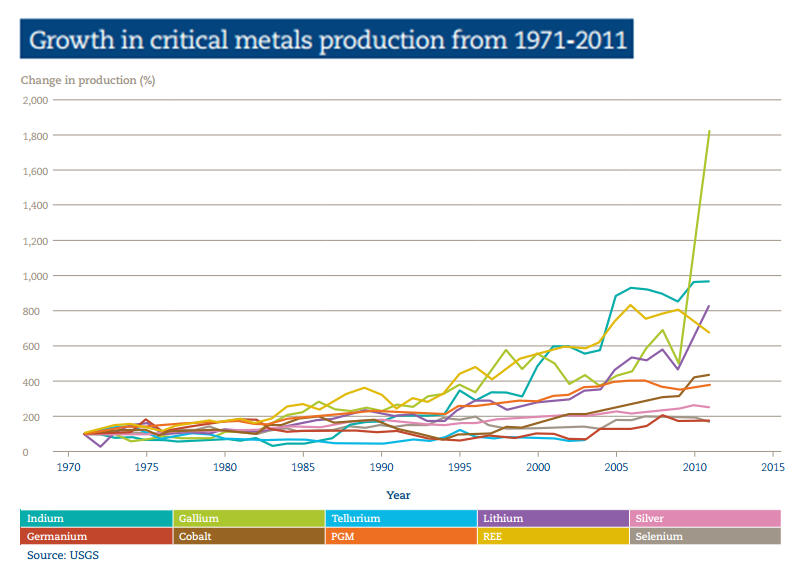 Growth in critical metals production from 1971-2011
Change in production (%)
2,000
1,800
1,600
1,400
1,200
1,000
800
600
400
200
0
1970 1975 1980 1985 1990 1995 2000 2005 2010 2015
Year
Indium Gallium Tellurium Lithium Silver
Germanium Cobalt PGM REE Selenium
Source: USGS